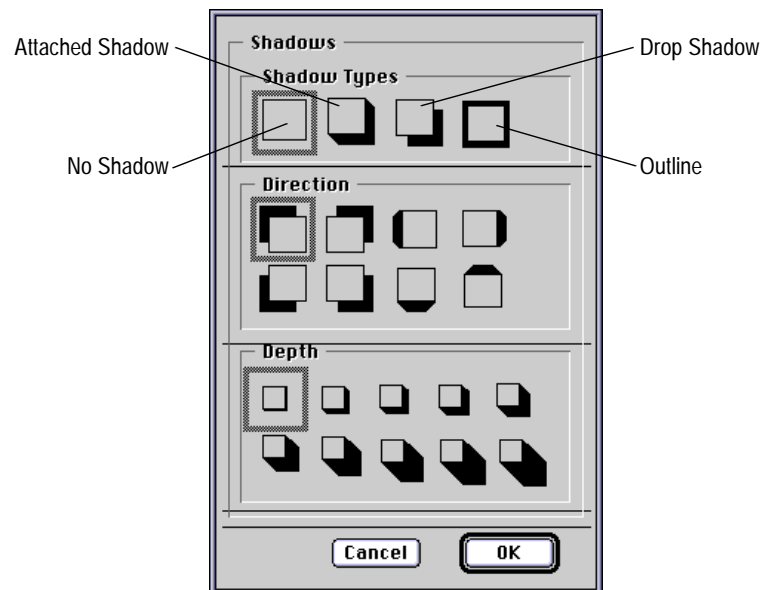 Shadows
Attached Shadow
Drop Shadow
Shadow Types
No Shadow
Outline
Direction
Depth
Cancel
OK